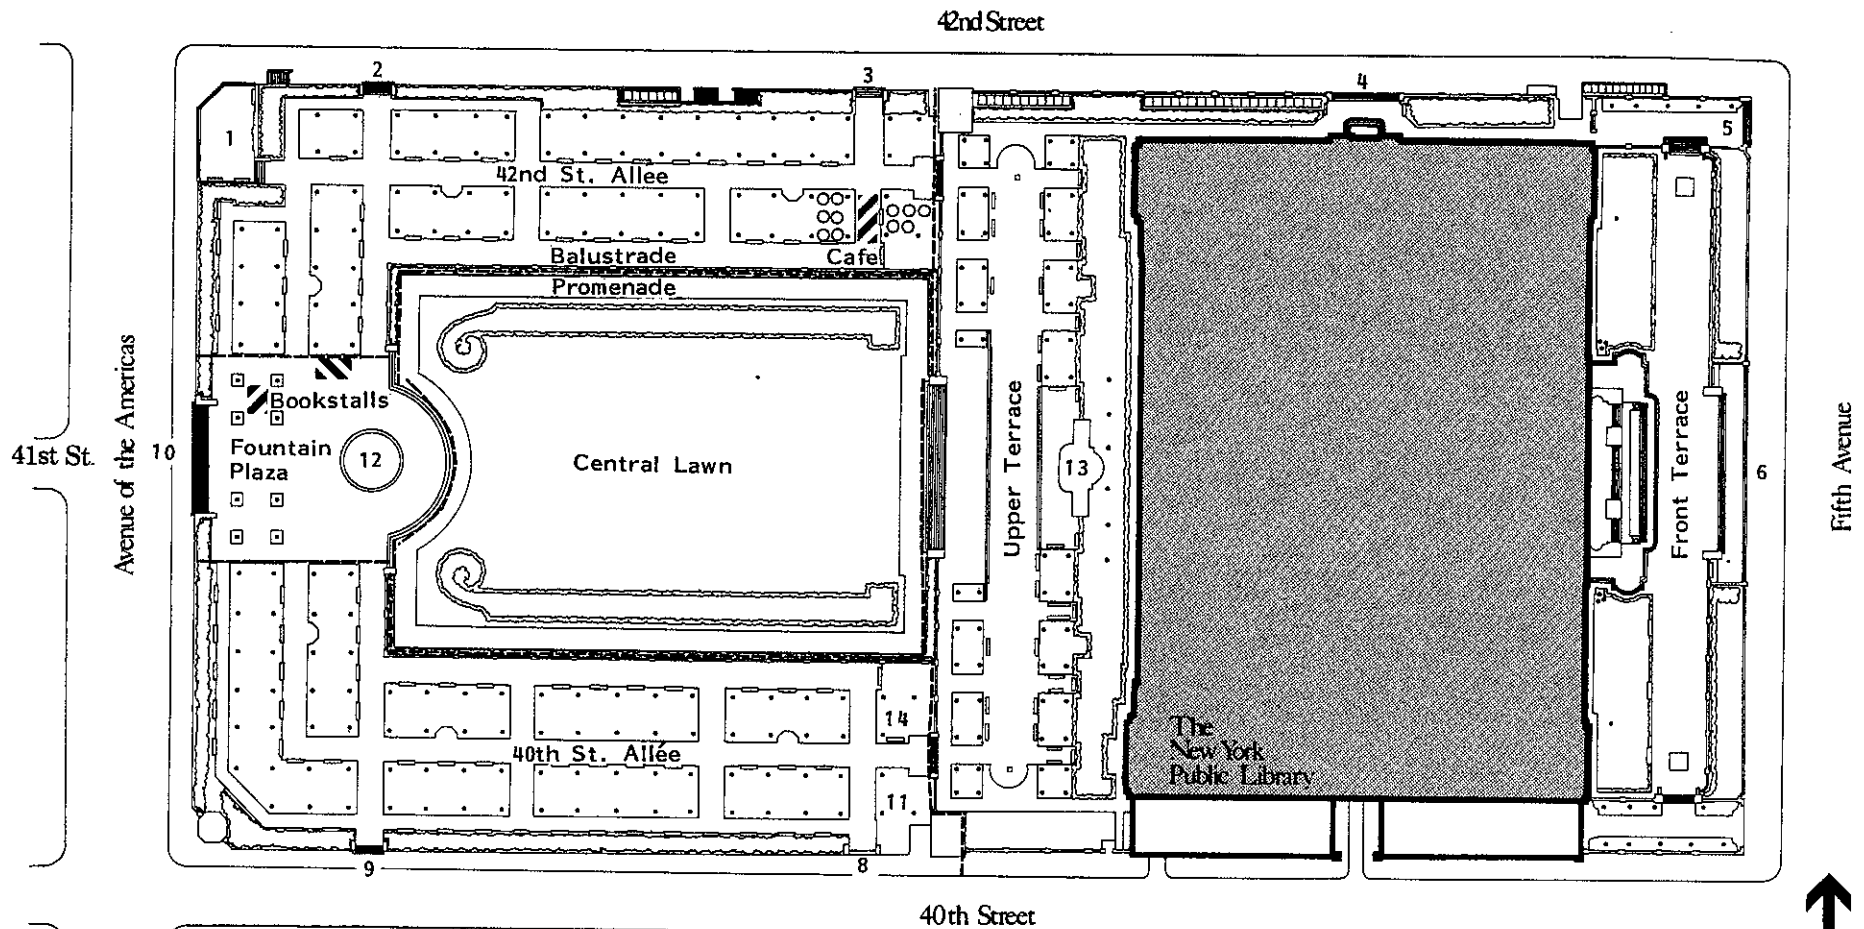 42nd Street
2
3
4
1
5
42nd St. Allee
Balustrade
Cafe
Promenade
Avenue of the Americas
Bookstalls
41st St.
10
Fountain
Plaza
12
Central Lawn
Upper Terrace
13
Front Terrace
6
Fifth Avenue
14
The
New York
Public Library
40th St. Allée
11
9
8
40th Street